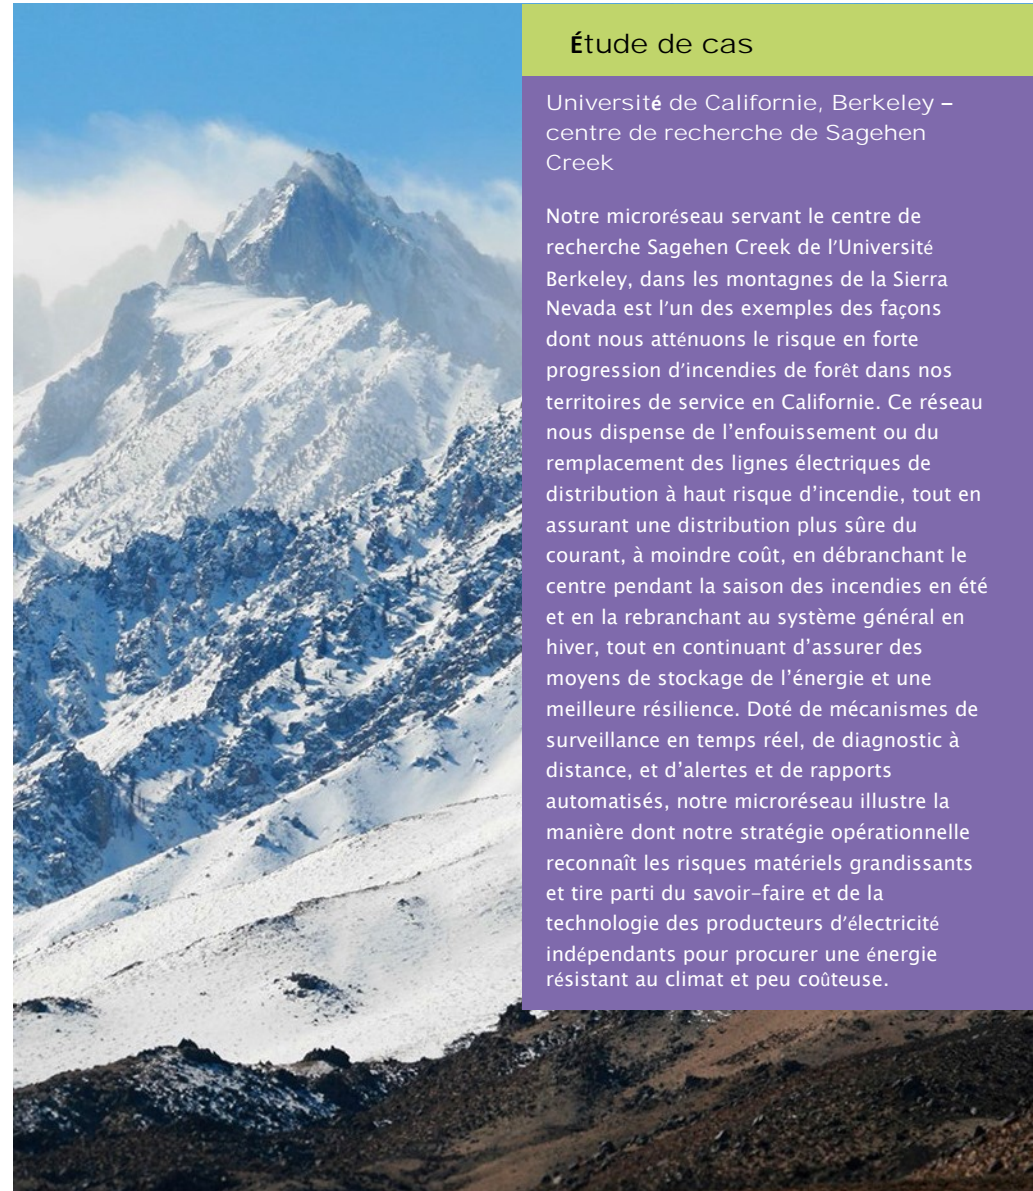 Étude de cas
Université de Californie, Berkeley –
centre de recherche de Sagehen
Creek
Notre microréseau servant le centre de
recherche Sagehen Creek de l'Université
Berkeley, dans les montagnes de la Sierra
Nevada est l'un des exemples des façons
dont nous atténuons le risque en forte
progression d'incendies de forêt dans nos
territoires de service en Californie. Ce réseau
nous dispense de l'enfouissement ou du
remplacement des lignes électriques de
distribution à haut risque d'incendie, tout en
assurant une distribution plus sûre du
courant, à moindre coût, en débranchant le
centre pendant la saison des incendies en été
et en la rebranchant au système général en
hiver, tout en continuant d'assurer des
moyens de stockage de l'énergie et une
meilleure résilience. Doté de mécanismes de
surveillance en temps réel, de diagnostic à
distance, et d'alertes et de rapports
automatisés, notre microréseau illustre la
manière dont notre stratégie opérationnelle
reconnaît les risques matériels grandissants
et tire parti du savoir-faire et de la
technologie des producteurs d'électricité
indépendants pour procurer une énergie
résistant au climat et peu coûteuse.